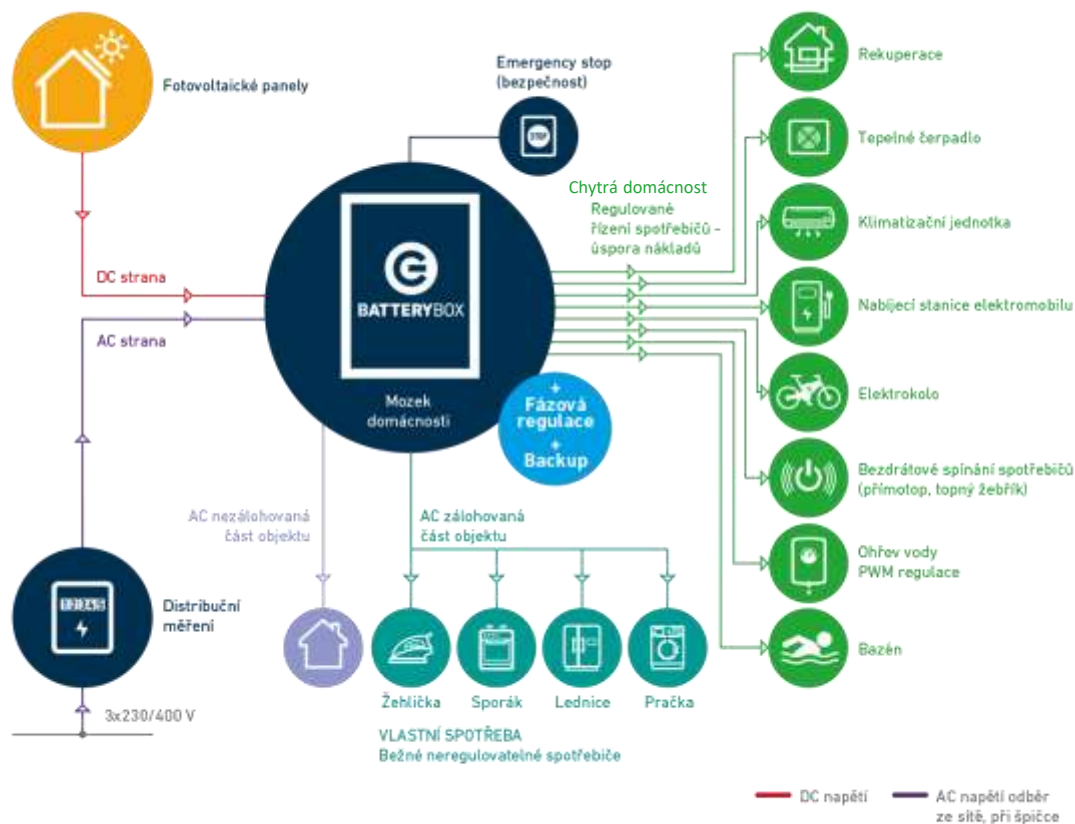 Fotovoltaické panely
Emergency stop
(bezpečnost)
STOP
Chytrá domácnost
Regulované
řízení spotřebičů -
úspora nákladů
DC strana
AC strana
BATTERYBOX
Mozek
domácnosti
+
Fázová
regulace
+
Backup
Rekuperace
Tepelné čerpadlo
Klimatizační jednotka
Nabíjecí stanice elektromobilu
Elektrokolo
Bezdrátové spínání spotřebičů
(přímotop, topný žebřík)
Ohřev vody
PWM regulace
Bazén
AC nezálohovaná
část objektu
AC zálohovaná
část objektu
12345
Distribuční
měření
3x230/400 V
Žehlička
Sporák
Lednice
Pračka
VLASTNÍ SPOTŘEBA
Bežné neregulovatelné spotřebiče
DC napětí
AC napětí odběr
ze sítě, při špičce